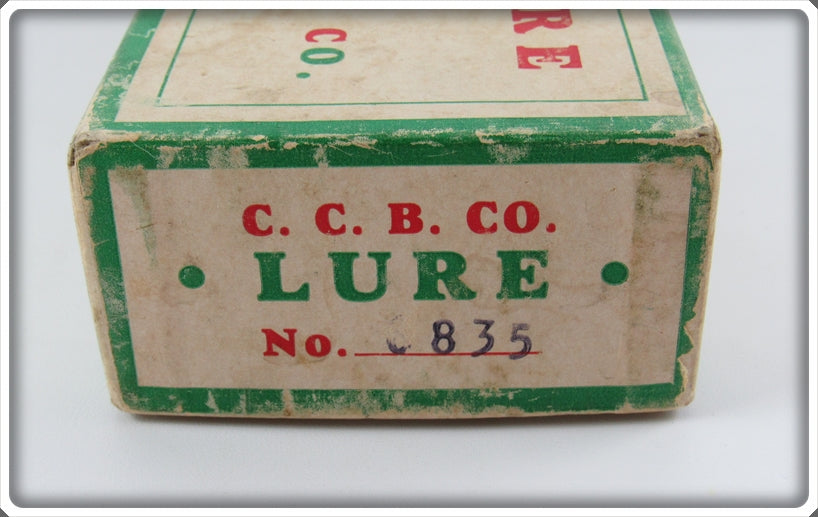 CO.
C. C. B. CO.
• LURE •
No. 835